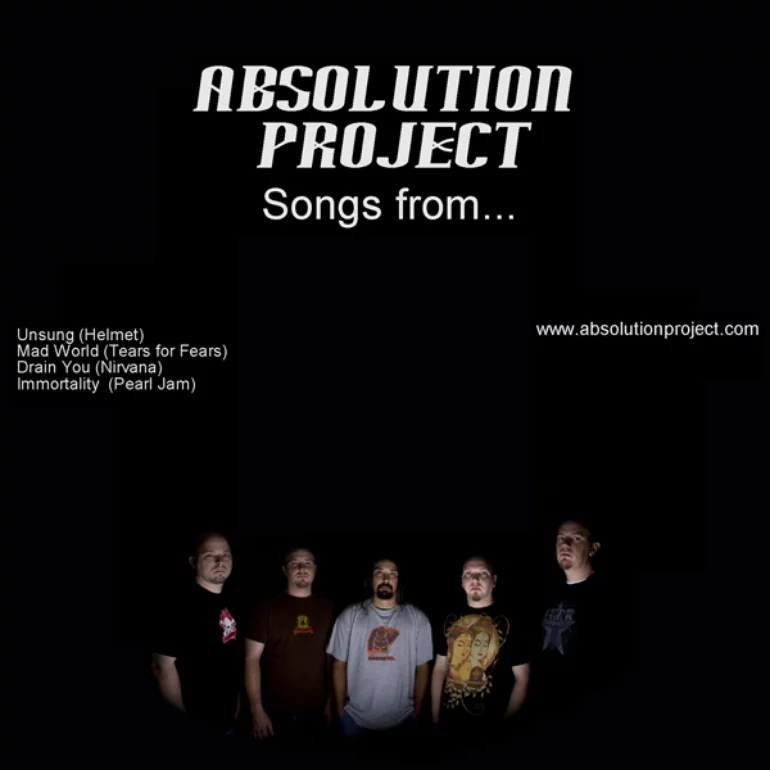 ABSOLUTION
PROJECT
Songs from...
Unsung (Helmet)
Mad World (Tears for Fears)
Drain You (Nirvana)
Immortality  (Pearl Jam)
www.absolutionproject.com